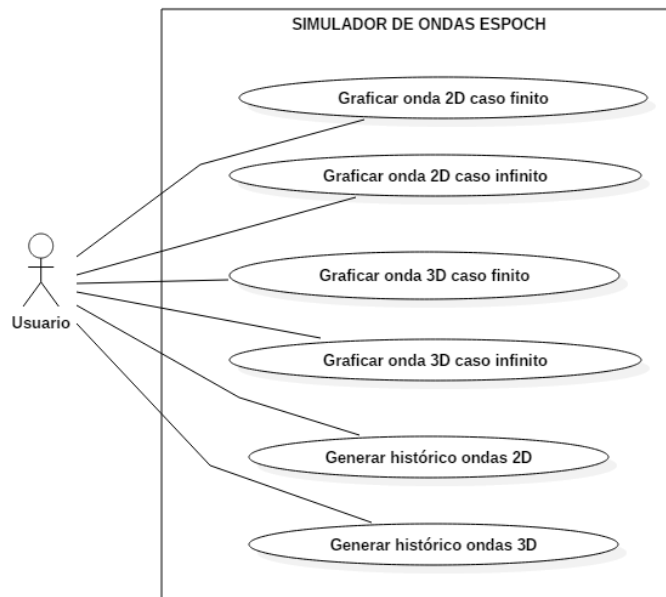 SIMULADOR DE ONDAS ESPOCH
Graficar onda 2D caso finito
Graficar onda 2D caso infinito
Graficar onda 3D caso finito
Usuario
Graficar onda 3D caso infinito
Generar histórico ondas 2D
Generar histórico ondas 3D